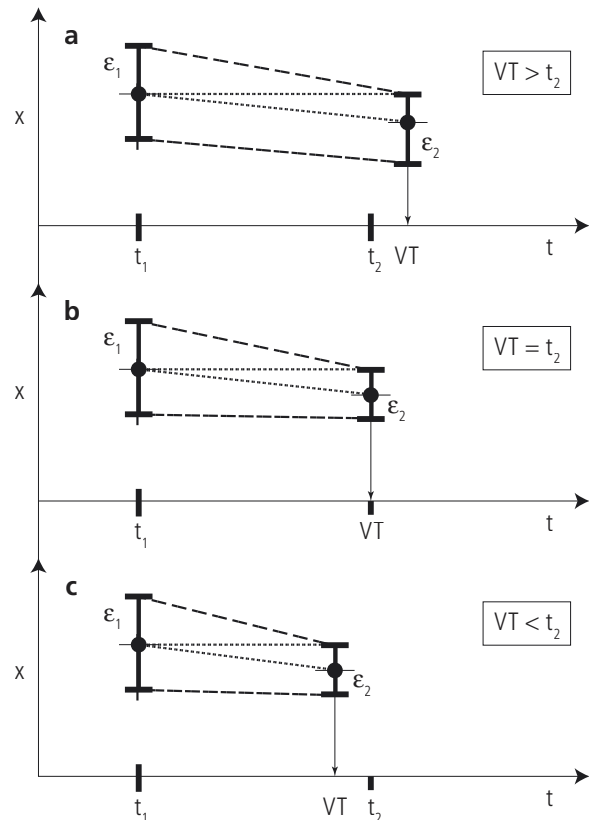 a
ε₁
VT > t₂
x
ε₂
t₁
t₂
VT
t
b
ε₁
VT = t₂
x
ε₂
t₁
VT
t
c
ε₁
VT < t₂
x
ε₂
t₁
VT
t₂
t